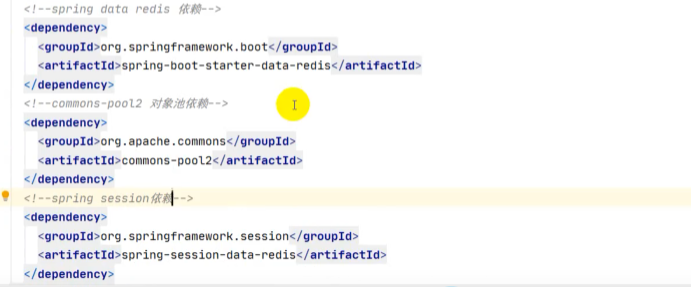 <!--spring data redis 依赖-->
<dependency>
<groupId>org.springframework.boot</groupId>
<artifactId>spring-boot-starter-data-redis</artifactId>
</dependency>
<!--commons-pool2 对象池依赖-->
<dependency>
<groupId>org.apache.commons</groupId>
<artifactId>commons-pool2</artifactId>
</dependency>
<!--spring session依赖-->
<dependency>
<groupId>org.springframework.session</groupId>
<artifactId>spring-session-data-redis</artifactId>
</dependency>